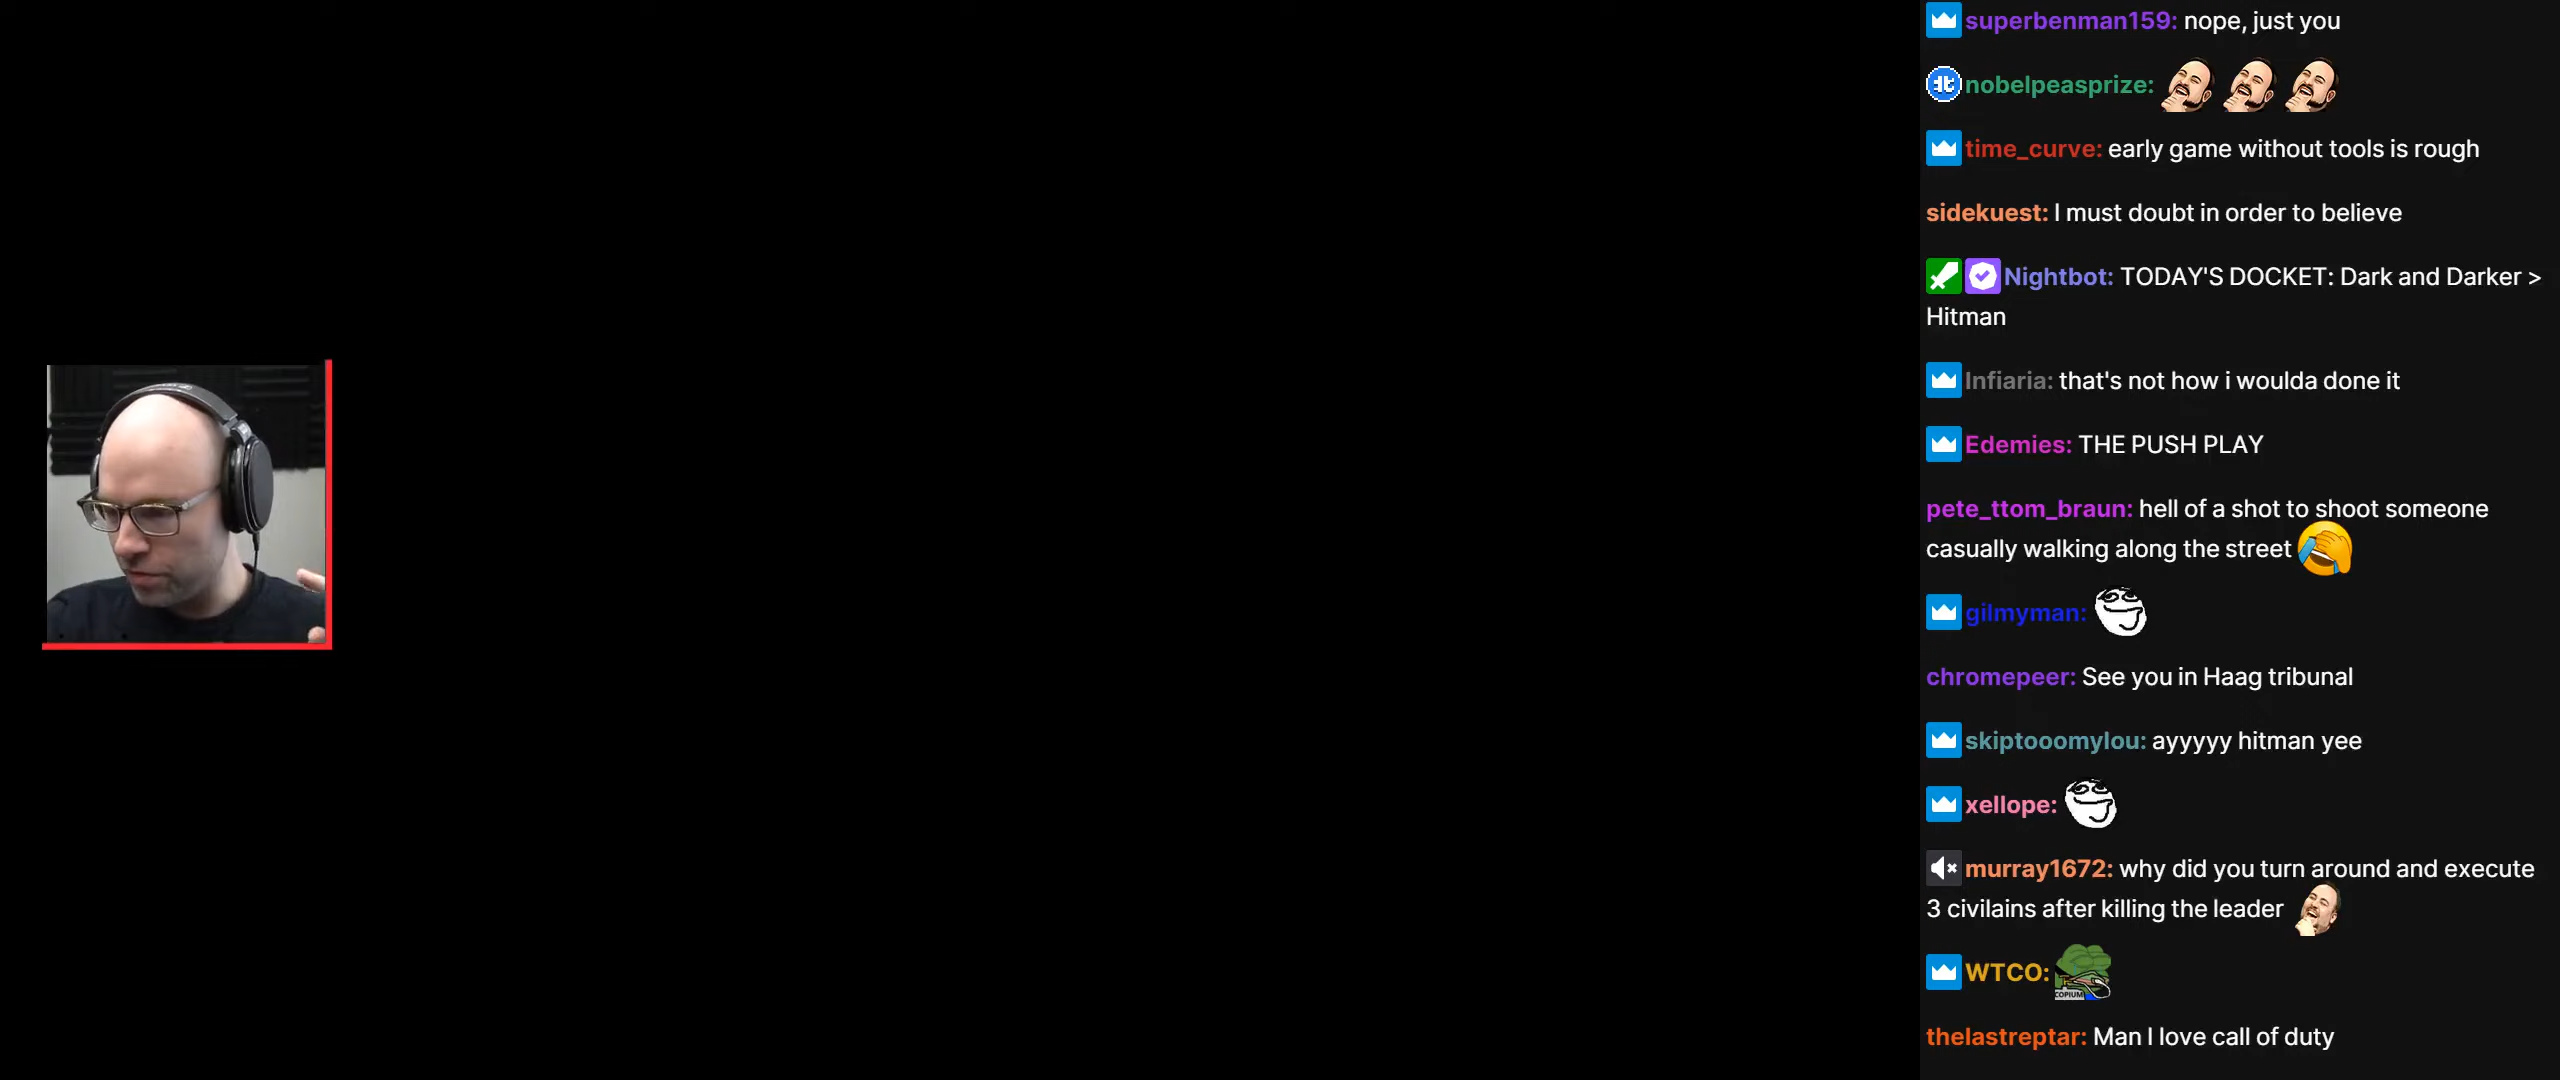 superbenman159: nope, just you
nobelpeasprize:
time_curve: early game without tools is rough
sidekuest: I must doubt in order to believe
Nightbot: TODAY'S DOCKET: Dark and Darker >
Hitman
Infiaria: that's not how i woulda done it
Edemies: THE PUSH PLAY
pete_ttom_braun: hell of a shot to shoot someone
casually walking along the street
gilmyman:
chromepeer: See you in Haag tribunal
skiptooomylou: ayyyyy hitman yee
xellope:
murray1672: why did you turn around and execute
3 civilains after killing the leader
WTCO:
COPIUM
thelastreptar: Man I love call of duty